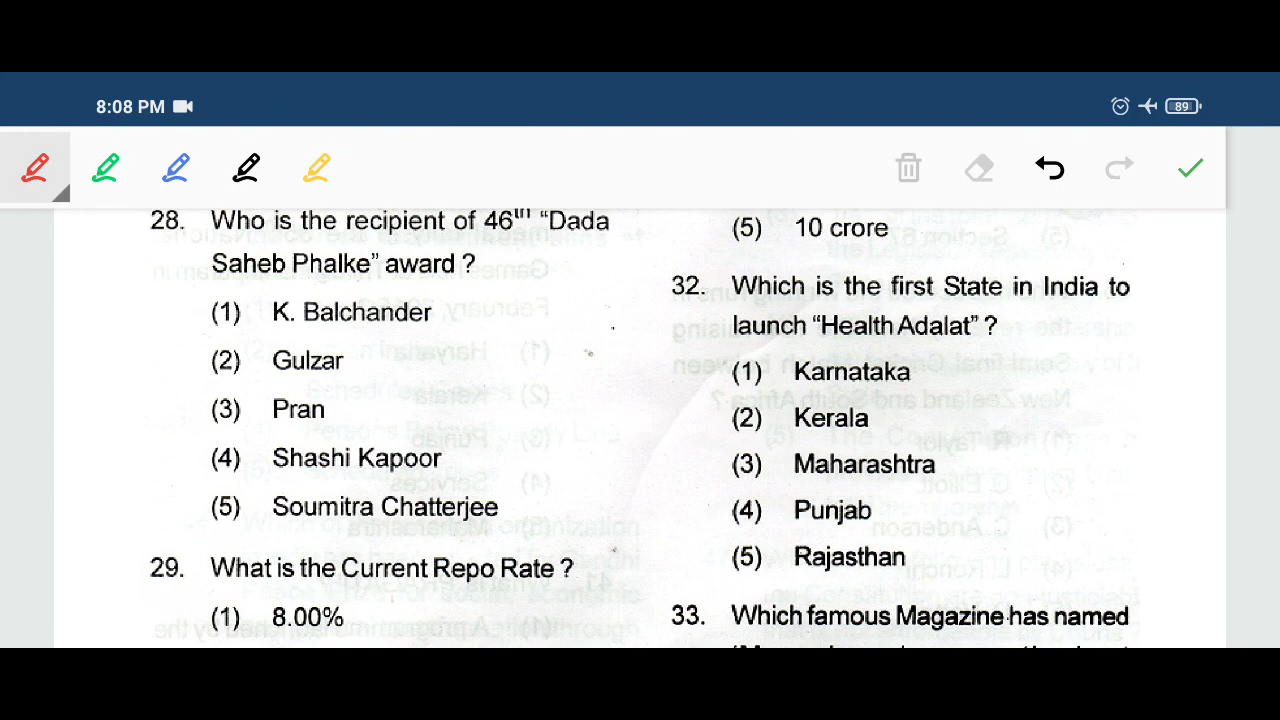 8:08 PM
89
28. Who is the recipient of 46th “Dada
Saheb Phalke” award ?
(1) K. Balchander
(2) Gulzar
(3) Pran
(4) Shashi Kapoor
(5) Soumitra Chatterjee
29. What is the Current Repo Rate ?
(1) 8.00%
(5) 10 crore
32. Which is the first State in India to
launch “Health Adalat” ?
(1) Karnataka
(2) Kerala
(3) Maharashtra
(4) Punjab
(5) Rajasthan
33. Which famous Magazine has named